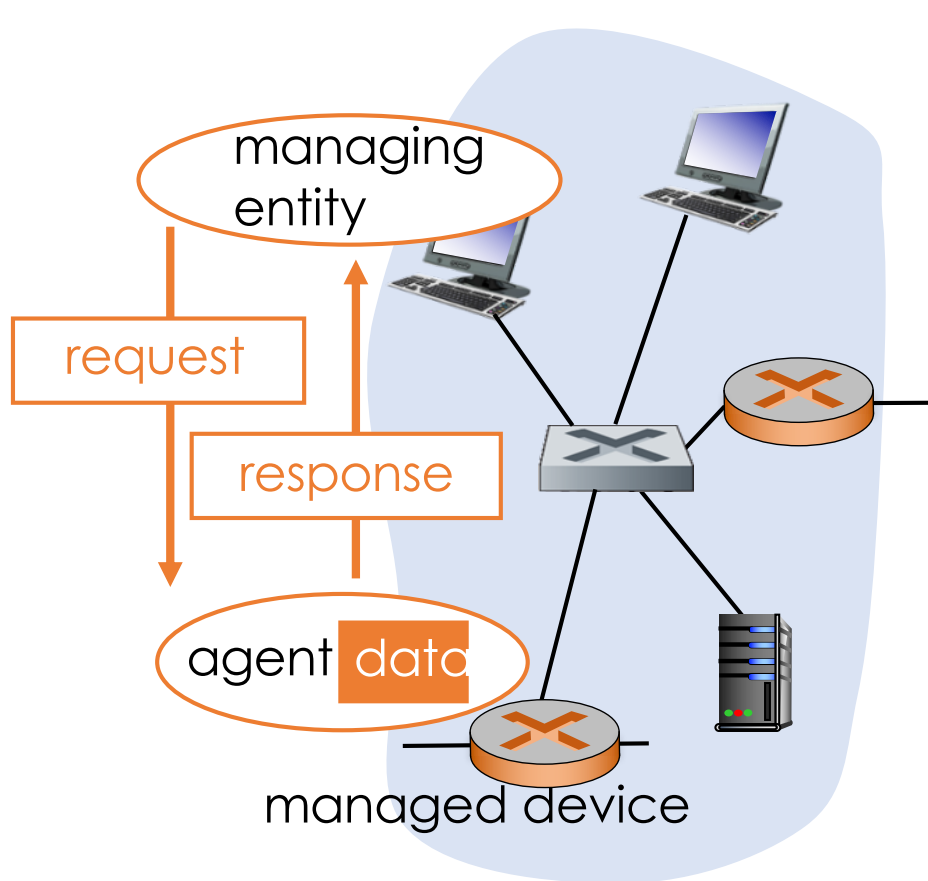 managing
entity
request
response
agent data
managed device